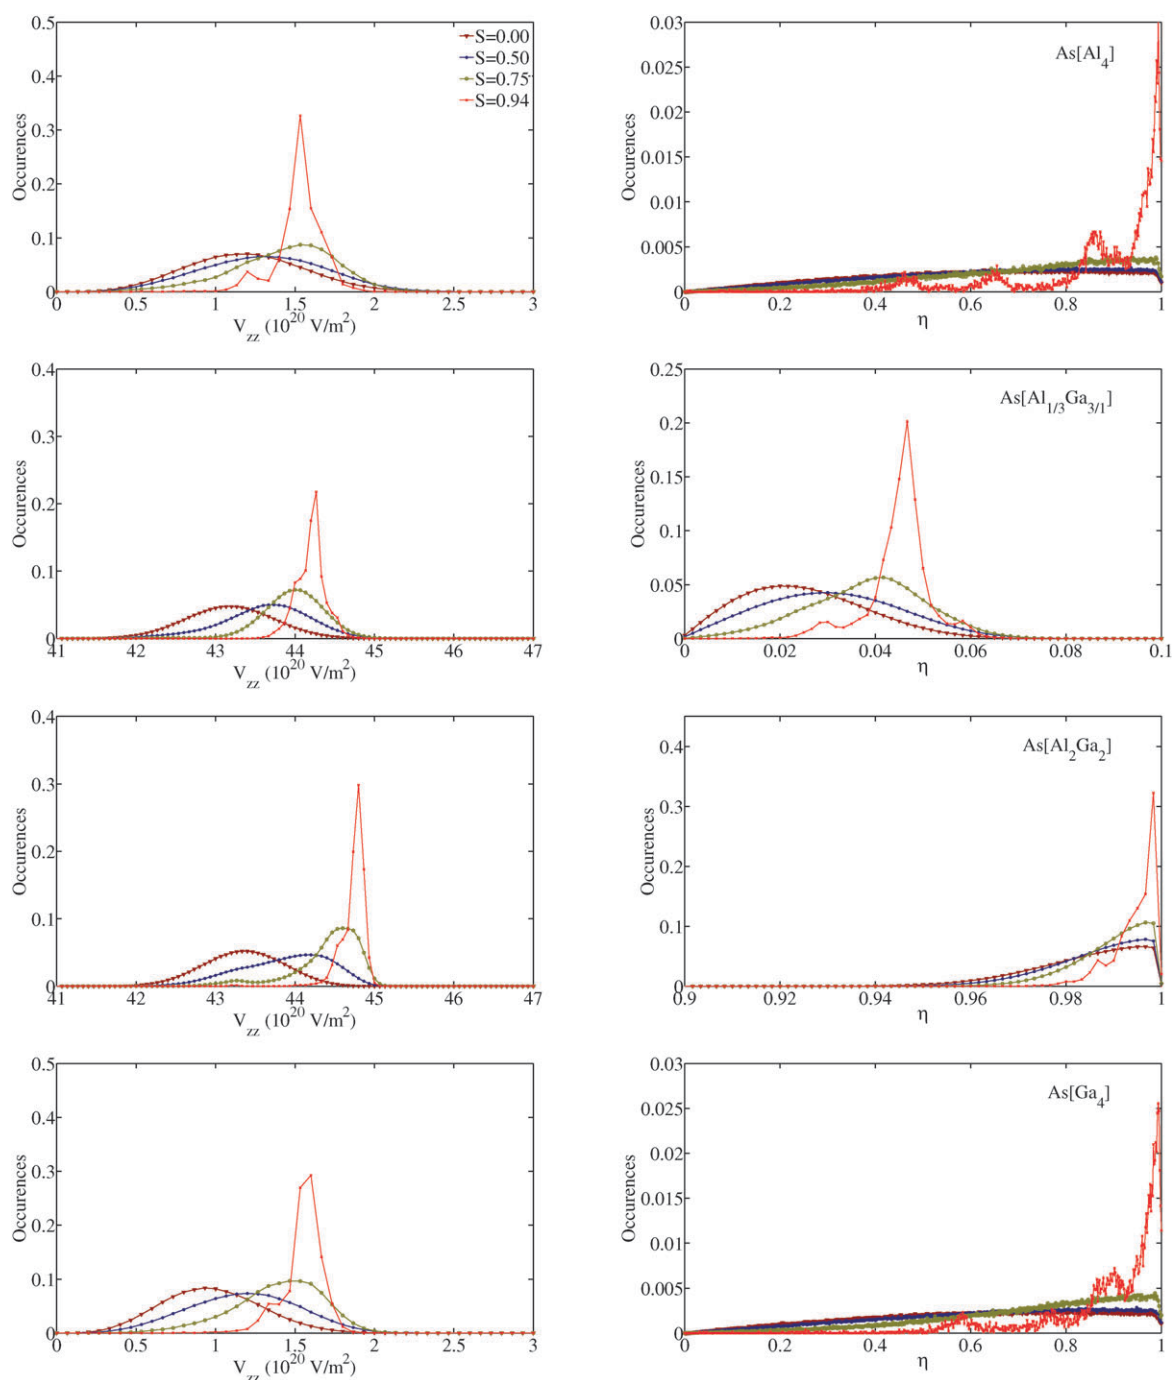 0.5
0.4
0.3
0.2
0.1
0
Occurences
0 0.5 1 1.5 2 2.5 3
V_zz (10^20 V/m^2)
S=0.00
S=0.50
S=0.75
S=0.94
0.03
0.025
0.02
0.015
0.01
0.005
0
Occurences
0 0.2 0.4 0.6 0.8 1
η
As[Al_4]
0.4
0.3
0.2
0.1
0
Occurences
41 42 43 44 45 46 47
V_zz (10^20 V/m^2)
0.25
0.2
0.15
0.1
0.05
0
Occurences
0 0.02 0.04 0.06 0.08 0.1
η
As[Al_1/3Ga_3/1]
0.4
0.3
0.2
0.1
0
Occurences
41 42 43 44 45 46 47
V_zz (10^20 V/m^2)
0.4
0.3
0.2
0.1
0
Occurences
0.9 0.92 0.94 0.96 0.98 1
η
As[Al_2Ga_2]
0.5
0.4
0.3
0.2
0.1
0
Occurences
0 0.5 1 1.5 2 2.5 3
V_zz (10^20 V/m^2)
0.03
0.025
0.02
0.015
0.01
0.005
0
Occurences
0 0.2 0.4 0.6 0.8 1
η
As[Ga_4]